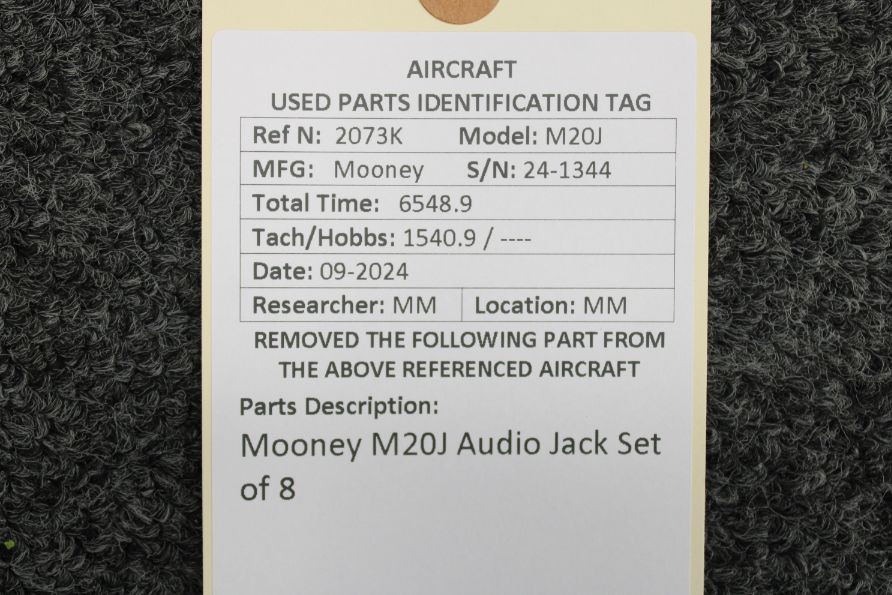 AIRCRAFT
USED PARTS IDENTIFICATION TAG
Ref N: 2073K Model: M20J
MFG: Mooney S/N: 24-1344
Total Time: 6548.9
Tach/Hobbs: 1540.9 / ----
Date: 09-2024
Researcher: MM Location: MM
REMOVED THE FOLLOWING PART FROM
THE ABOVE REFERENCED AIRCRAFT
Parts Description:
Mooney M20J Audio Jack Set
of 8